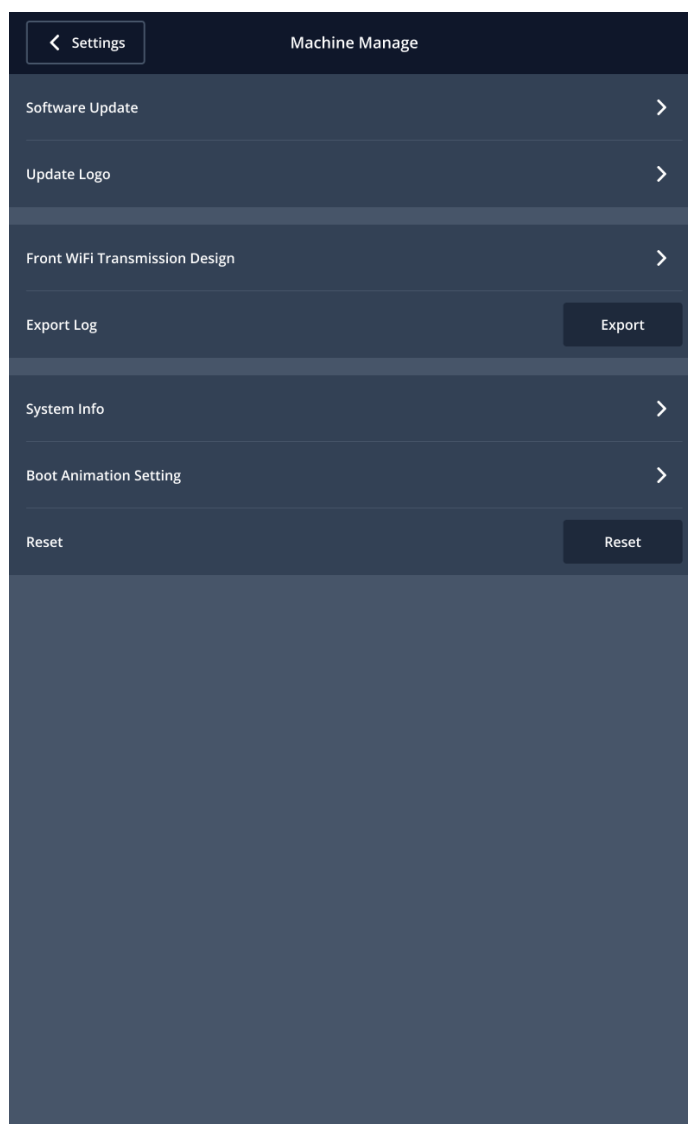 Settings
Machine Manage
Software Update
Update Logo
Front WiFi Transmission Design
Export Log
Export
System Info
Boot Animation Setting
Reset
Reset